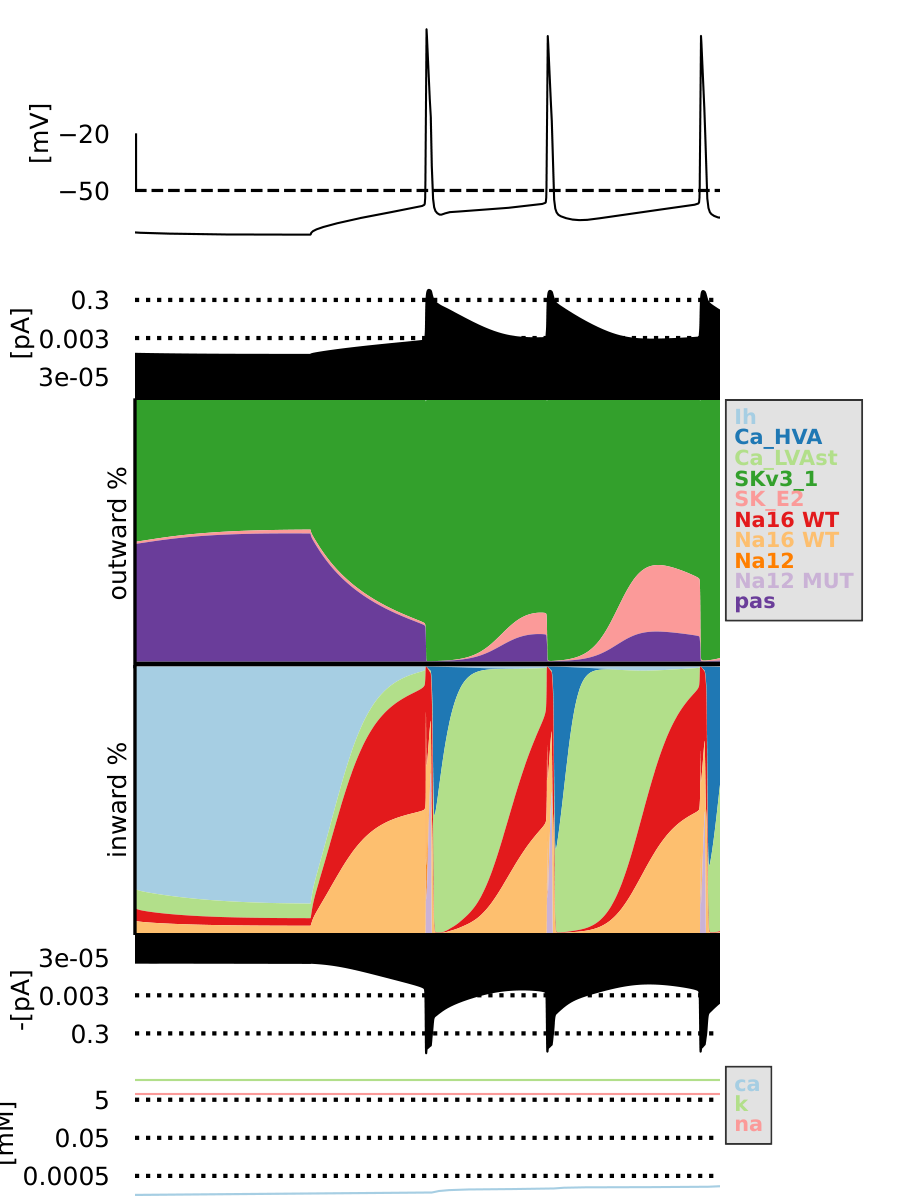 [mV]
−20
−50
[pA]
0.3
0.003
3e-05
outward %
Ih
Ca_HVA
Ca_LVAst
SKv3_1
SK_E2
Na16 WT
Na16 WT
Na12
Na12 MUT
pas
inward %
-[pA]
3e-05
0.003
0.3
[mM]
5
0.05
0.0005
ca
k
na